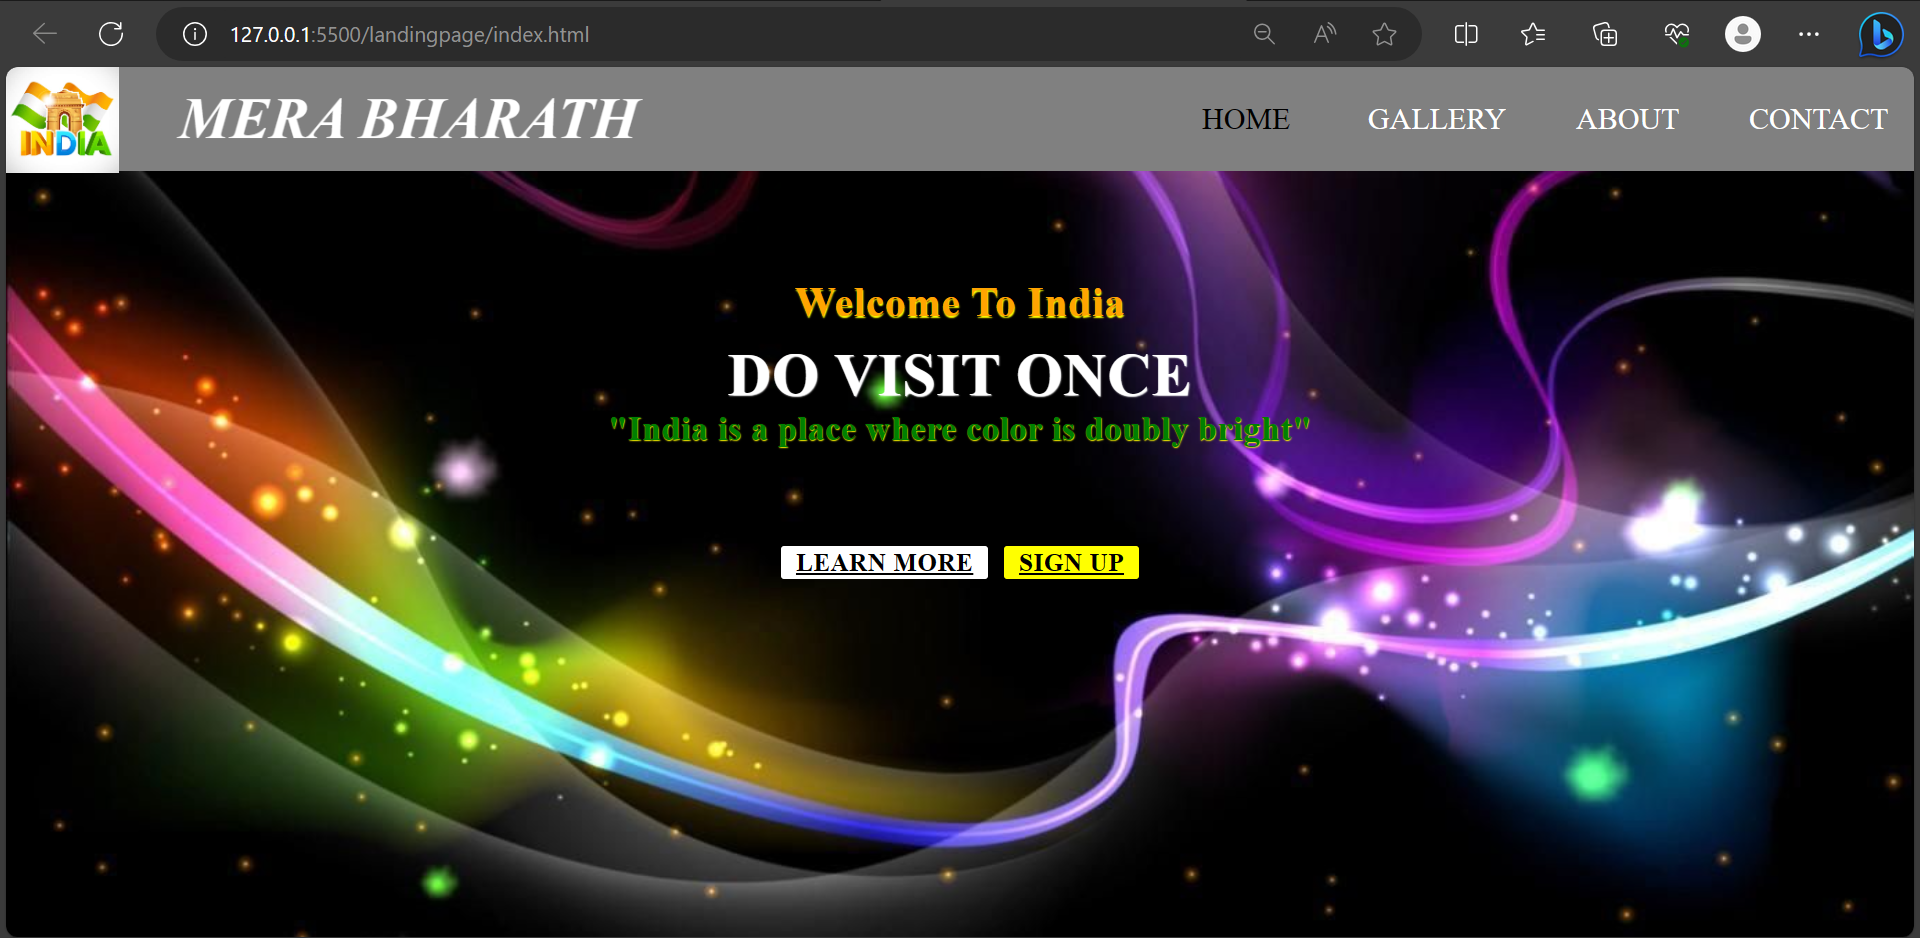 127.0.0.1:5500/landingpage/index.html
INDIA
MERA BHARATH
HOME GALLERY ABOUT CONTACT
Welcome To India
DO VISIT ONCE
"India is a place where color is doubly bright"
LEARN MORE SIGN UP